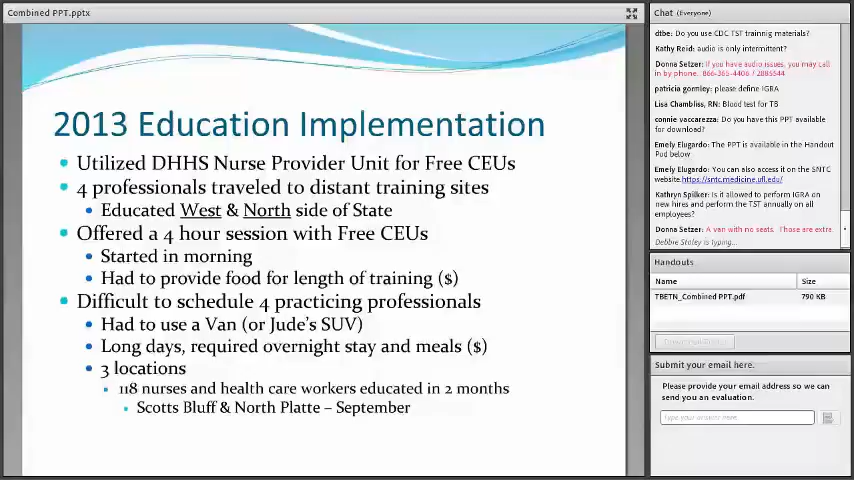 Combined PPT.pptx
2013 Education Implementation
Utilized DHHS Nurse Provider Unit for Free CEUs
4 professionals traveled to distant training sites
Educated West & North side of State
Offered a 4 hour session with Free CEUs
Started in morning
Had to provide food for length of training ($)
Difficult to schedule 4 practicing professionals
Had to use a Van (or Jude's SUV)
Long days, required overnight stay and meals ($)
3 locations
118 nurses and health care workers educated in 2 months
Scotts Bluff & North Platte – September
Chat (Everyone)
dtbe: Do you use CDC TST trainnig materials?
Kathy Reid: audio is only intermittent?
Donna Setzer: If you have audio issues, you may call
in by phone. 866-365-4406 / 2885544
patricia gormley: please define IGRA
Lisa Chambliss, RN: Blood test for TB
connie vaccarezza: Do you have this PPT available
for download?
Emely Elugardo: The PPT is available in the Handout
Pod below
Emely Elugardo: You can also access it on the SNTC
website.https://sntc.medicine.ufl.edu/
Kathryn Spilker: Is it allowed to perform IGRA on
new hires and perform the TST annually on all
employees?
Donna Setzer: A van with no seats. Those are extra.
Debbie Staley is typing...
Handouts
Name Size
TBETN_Combined PPT.pdf 790 KB
Submit your email here.
Please provide your email address so we can
send you an evaluation.
Type your answer here.